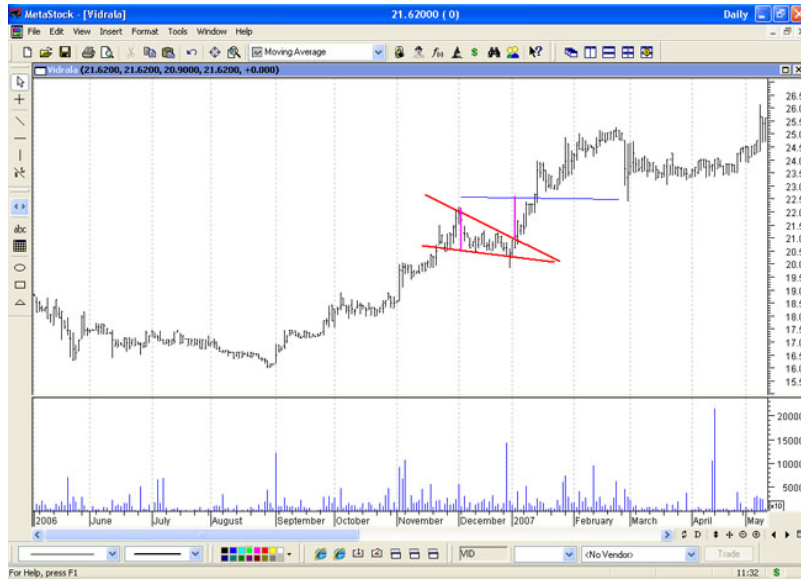 MetaStock - [Vidrala] 21.62000 ( 0) Daily
File Edit View Insert Format Tools Window Help
Moving Average
Vidrala (21.6200, 21.6200, 20.9000, 21.6200, +0.000)
abc
26.5
26.0
25.5
25.0
24.5
24.0
23.5
23.0
22.5
22.0
21.5
21.0
20.5
20.0
19.5
19.0
18.5
18.0
17.5
17.0
16.5
16.0
15.5
20000
15000
10000
5000
x10
2006 June July August September October November December 2007 February March April May
D
VID <No Vendor> Trade
For Help, press F1 11:32